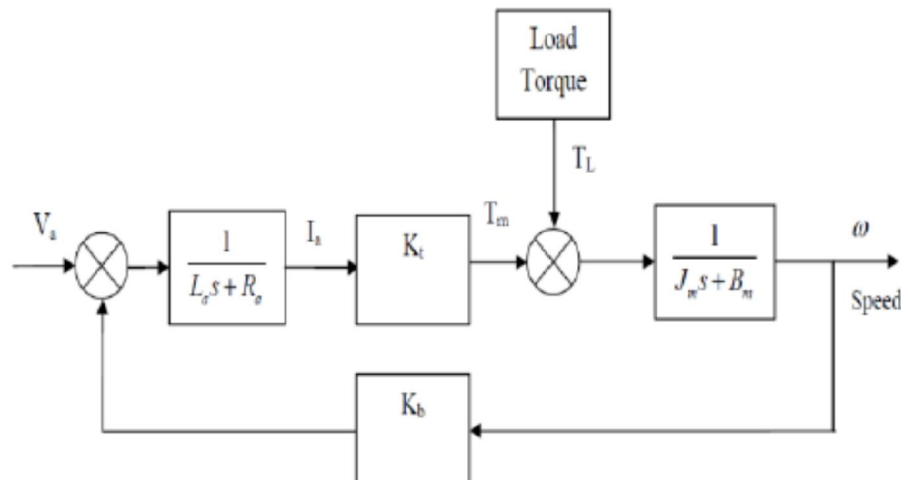 Load
Torque
T_L
V_a
1
L_a s + R_a
I_a
K_t
T_m
1
J_m s + B_m
ω
Speed
K_b